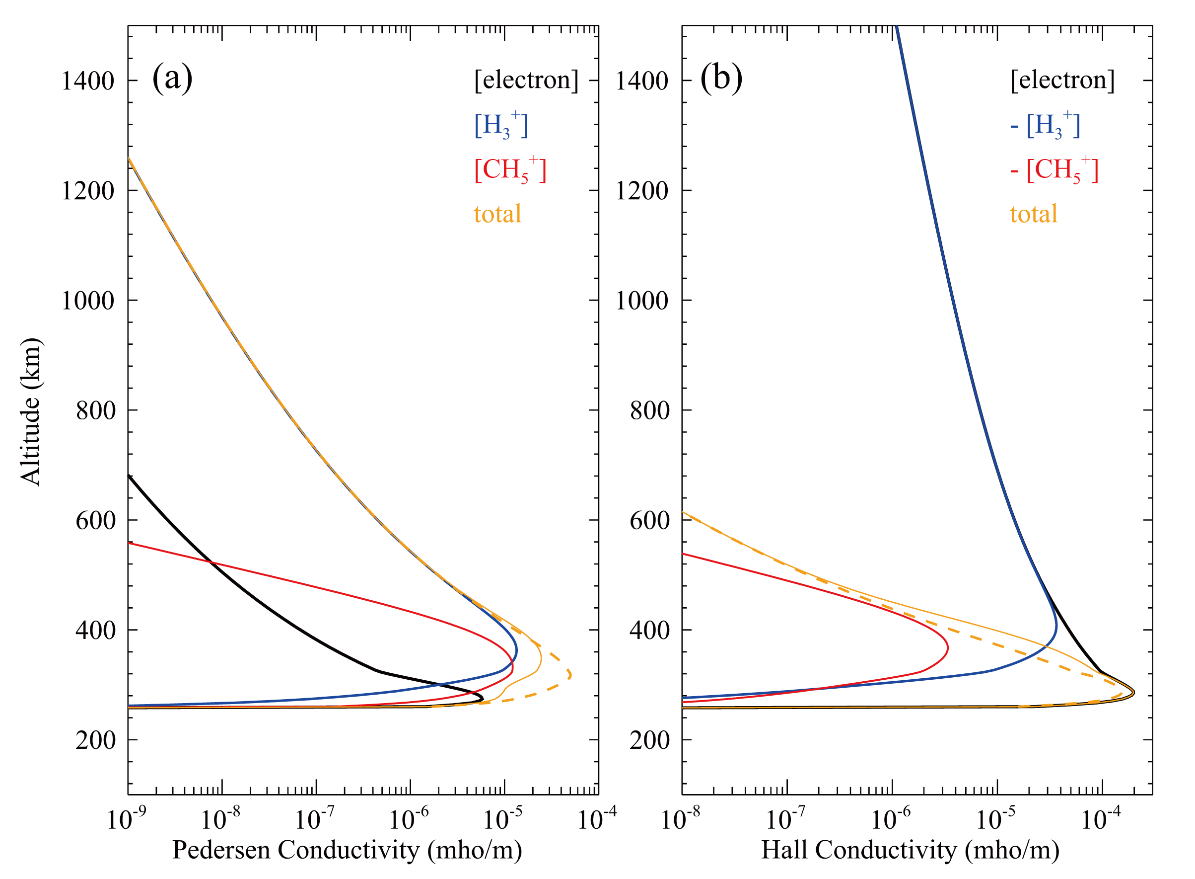 (a)
[electron]
[H₃⁺]
[CH₅⁺]
total
1400
1200
1000
800
600
400
200
Altitude (km)
10⁻⁹ 10⁻⁸ 10⁻⁷ 10⁻⁶ 10⁻⁵ 10⁻⁴
Pedersen Conductivity (mho/m)
(b)
[electron]
- [H₃⁺]
- [CH₅⁺]
total
1400
1200
1000
800
600
400
200
10⁻⁸ 10⁻⁷ 10⁻⁶ 10⁻⁵ 10⁻⁴
Hall Conductivity (mho/m)